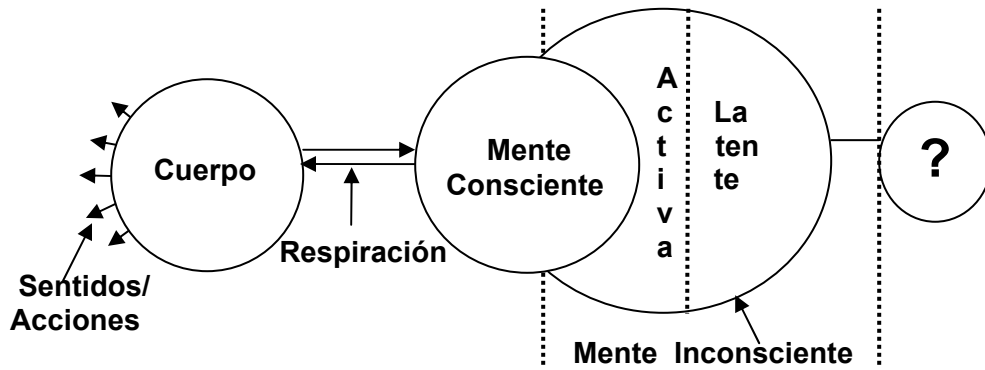 Cuerpo
Mente
Consciente
A
c
t
i
v
a
La
ten
te
?
Respiración
Sentidos/
Acciones
Mente Inconsciente